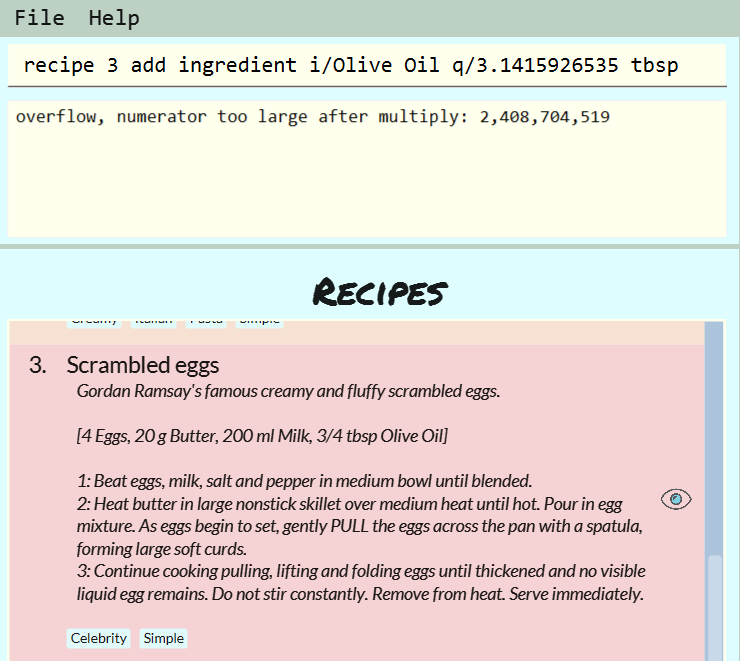 File Help
recipe 3 add ingredient i/Olive Oil q/3.1415926535 tbsp
overflow, numerator too large after multiply: 2,408,704,519
RECIPES
Creamy Italian Pasta Simple
3. Scrambled eggs
Gordan Ramsay's famous creamy and fluffy scrambled eggs.
[4 Eggs, 20 g Butter, 200 ml Milk, 3/4 tbsp Olive Oil]
1: Beat eggs, milk, salt and pepper in medium bowl until blended.
2: Heat butter in large nonstick skillet over medium heat until hot. Pour in egg
mixture. As eggs begin to set, gently PULL the eggs across the pan with a spatula,
forming large soft curds.
3: Continue cooking pulling, lifting and folding eggs until thickened and no visible
liquid egg remains. Do not stir constantly. Remove from heat. Serve immediately.
Celebrity Simple